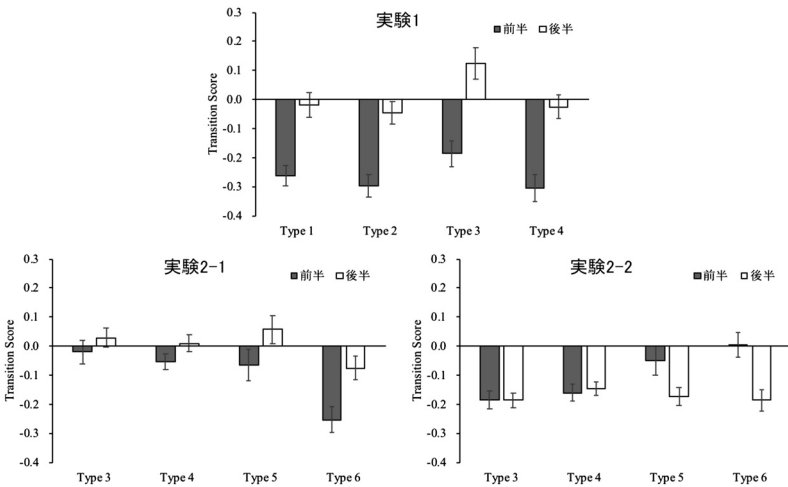 実験1
前半 後半
Transition Score
0.3
0.2
0.1
0.0
-0.1
-0.2
-0.3
-0.4
Type 1 Type 2 Type 3 Type 4
実験2-1
前半 後半
Transition Score
0.3
0.2
0.1
0.0
-0.1
-0.2
-0.3
-0.4
Type 3 Type 4 Type 5 Type 6
実験2-2
前半 後半
Transition Score
0.3
0.2
0.1
0.0
-0.1
-0.2
-0.3
-0.4
Type 3 Type 4 Type 5 Type 6